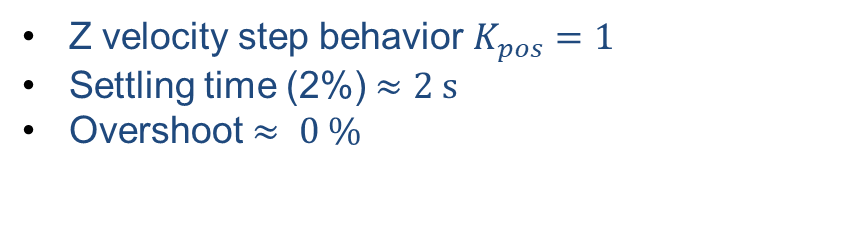 • Z velocity step behavior K_pos = 1
• Settling time (2%) ≈ 2 s
• Overshoot ≈ 0 %